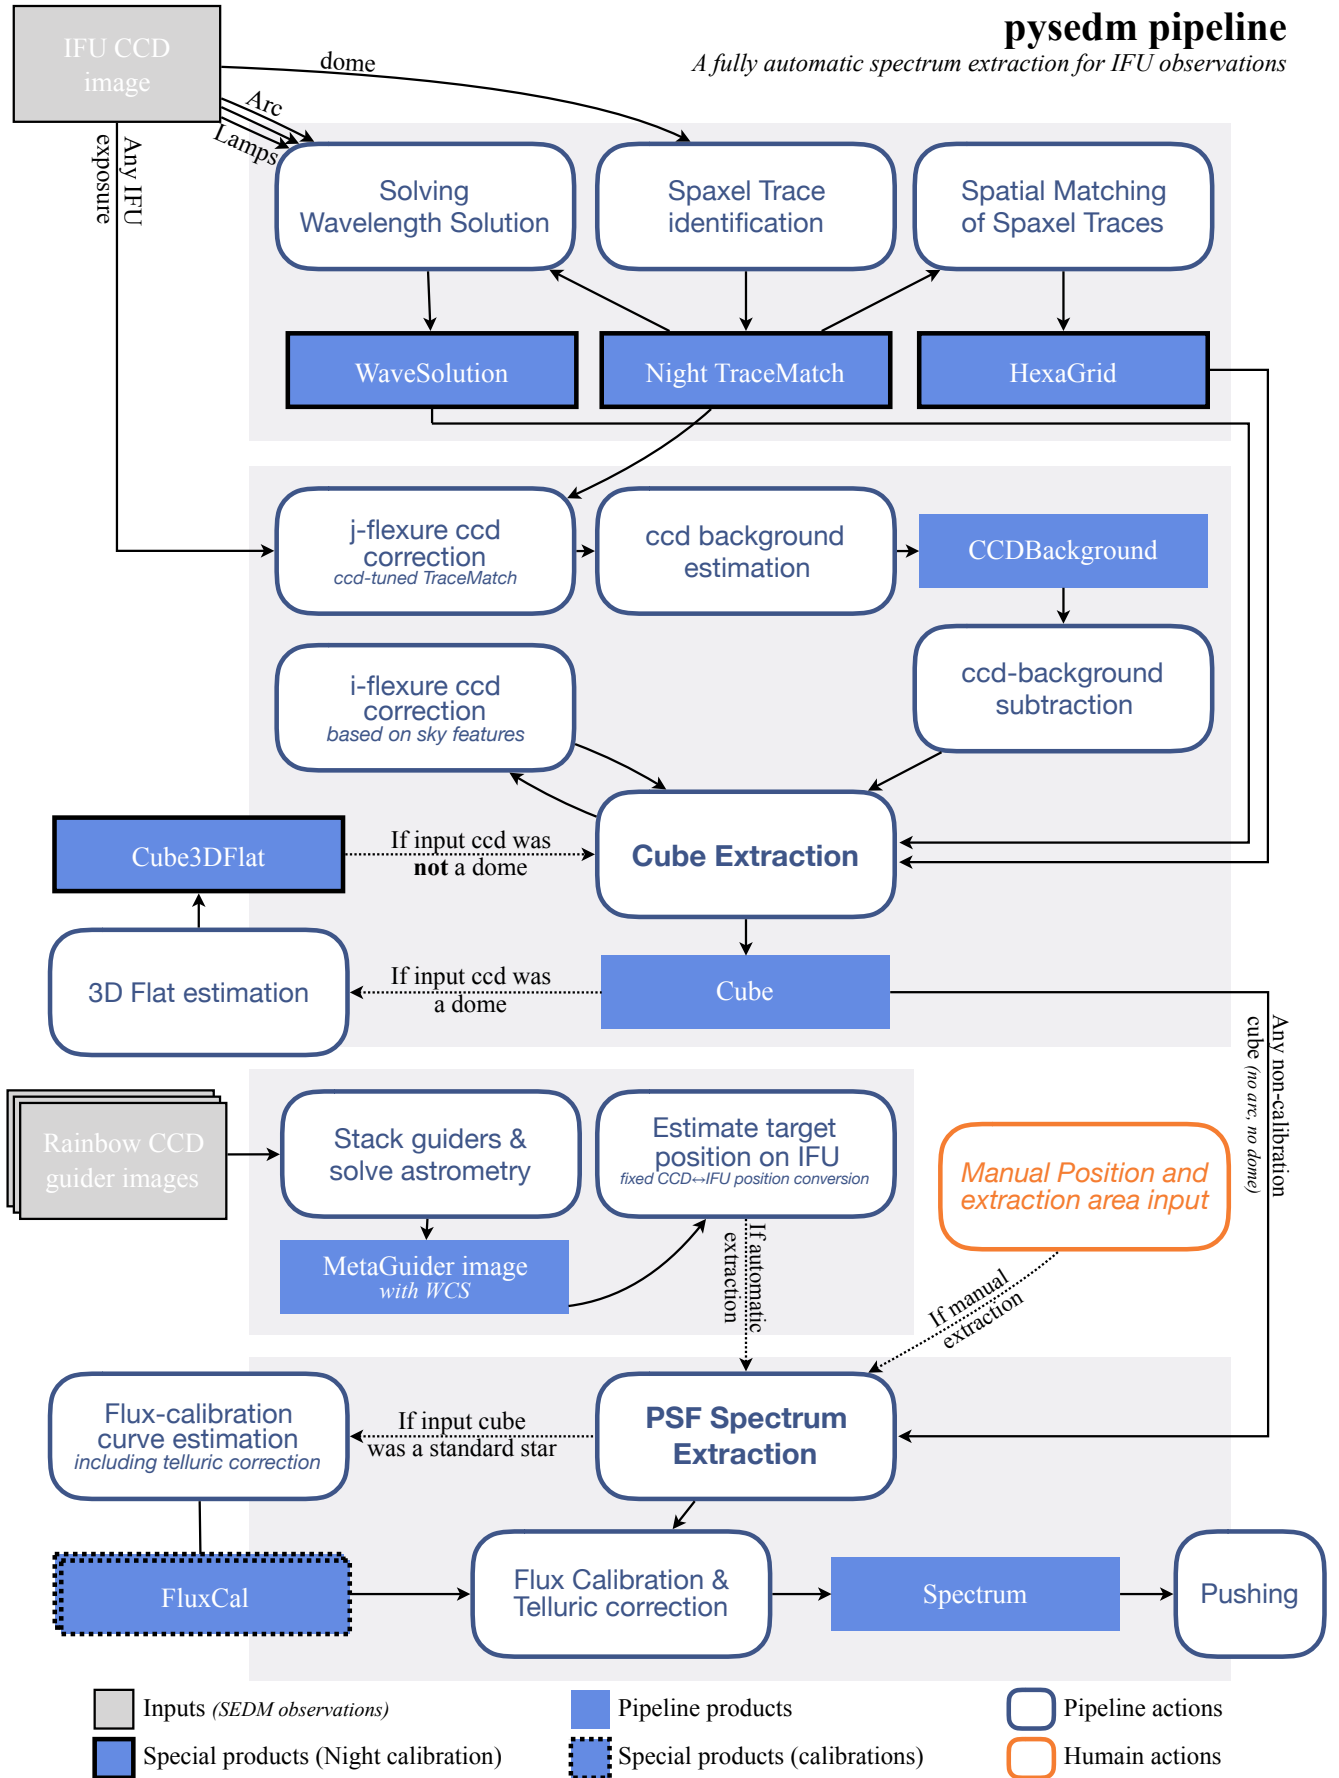 pysedm pipeline
A fully automatic spectrum extraction for IFU observations
IFU CCD
image
dome
Arc
Lamps
Any IFU
exposure
Solving
Wavelength Solution
Spaxel Trace
identification
Spatial Matching
of Spaxel Traces
WaveSolution
Night TraceMatch
HexaGrid
j-flexure ccd
correction
ccd-tuned TraceMatch
ccd background
estimation
CCDBackground
i-flexure ccd
correction
based on sky features
ccd-background
subtraction
Cube3DFlat
If input ccd was
not a dome
Cube Extraction
3D Flat estimation
If input ccd was
a dome
Cube
Any non-calibration
cube (no arc, no dome)
Rainbow CCD
guider images
Stack guiders &
solve astrometry
Estimate target
position on IFU
fixed CCD↔IFU position conversion
Manual Position and
extraction area input
MetaGuider image
with WCS
If automatic
extraction
If manual
extraction
Flux-calibration
curve estimation
including telluric correction
If input cube
was a standard star
PSF Spectrum
Extraction
FluxCal
Flux Calibration &
Telluric correction
Spectrum
Pushing
Inputs (SEDM observations)
Pipeline products
Pipeline actions
Special products (Night calibration)
Special products (calibrations)
Humain actions